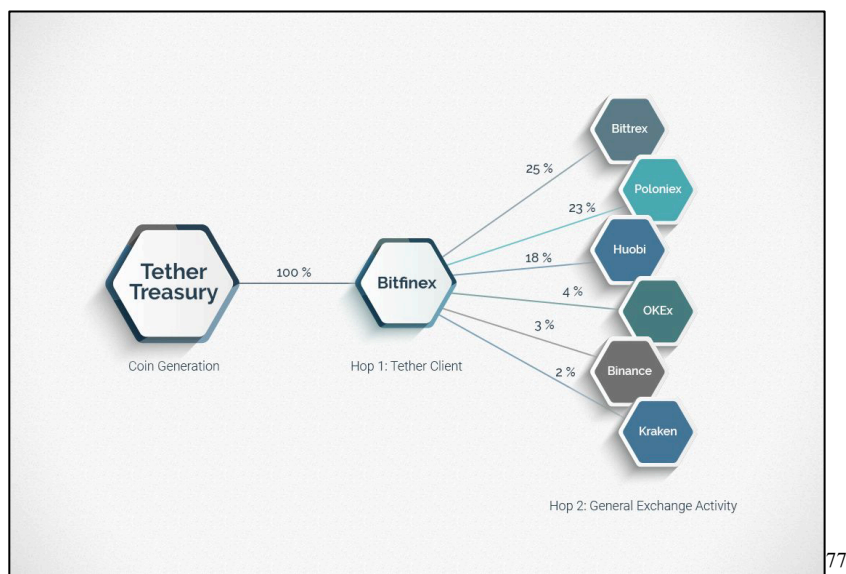 Tether
Treasury
Coin Generation
100 %
Bitfinex
Hop 1: Tether Client
25 %
23 %
18 %
4 %
3 %
2 %
Bittrex
Poloniex
Huobi
OKEx
Binance
Kraken
Hop 2: General Exchange Activity
77